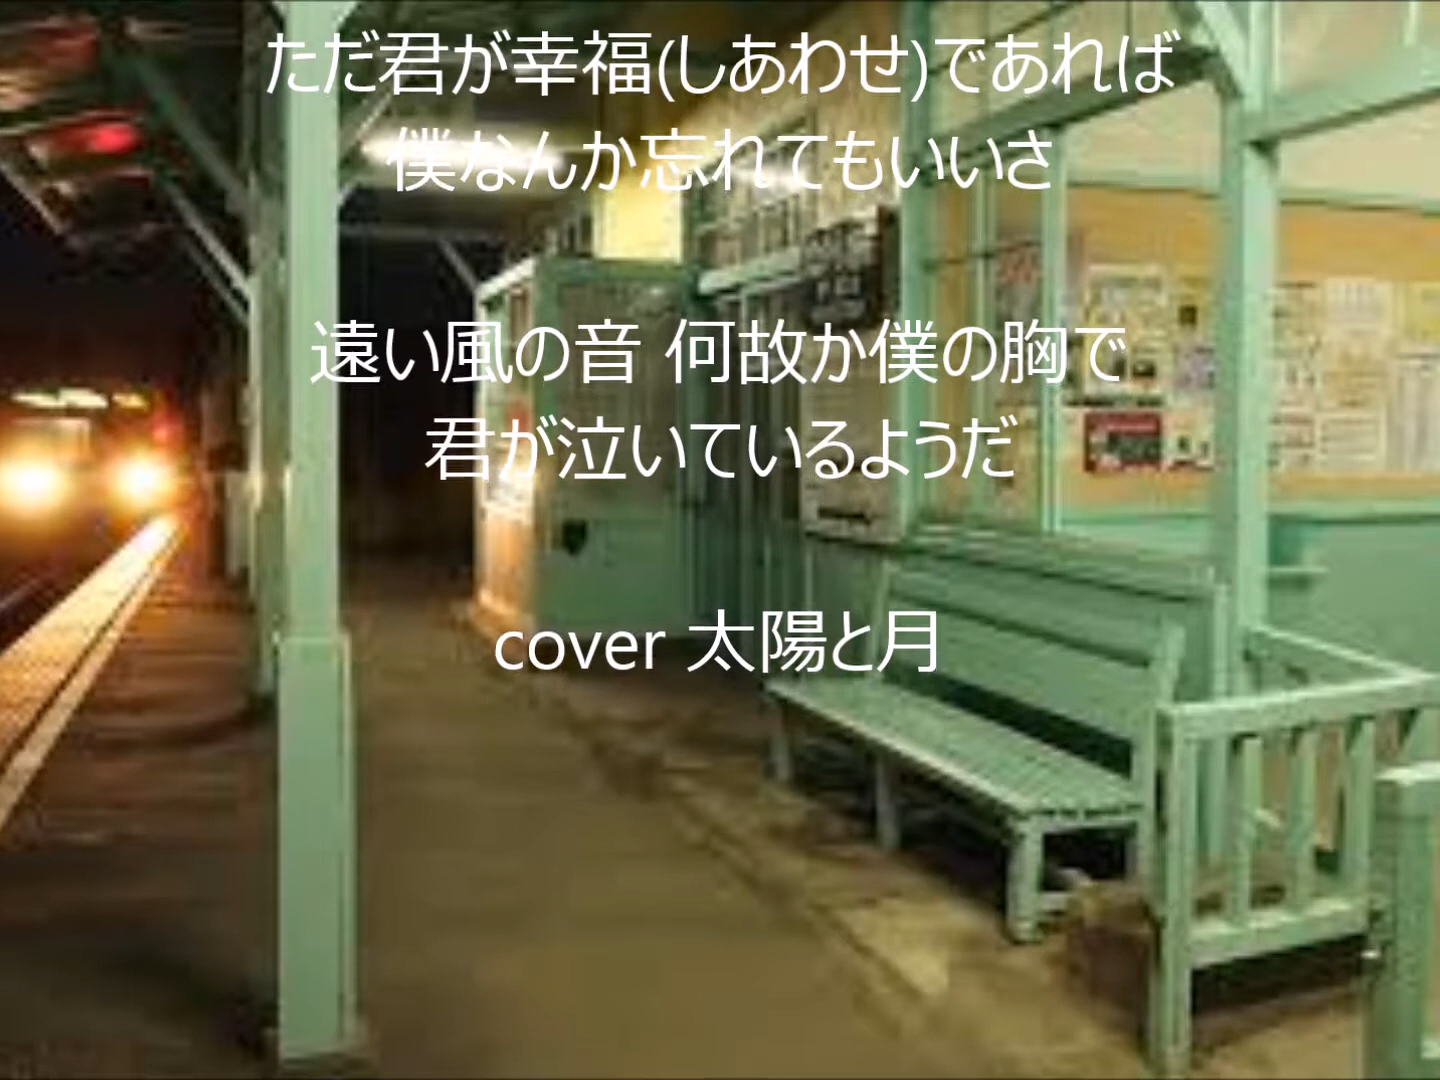 ただ君が幸福(しあわせ)であれば
僕なんか忘れてもいいさ
遠い風の音 何故か僕の胸で
君が泣いているようだ
cover 太陽と月